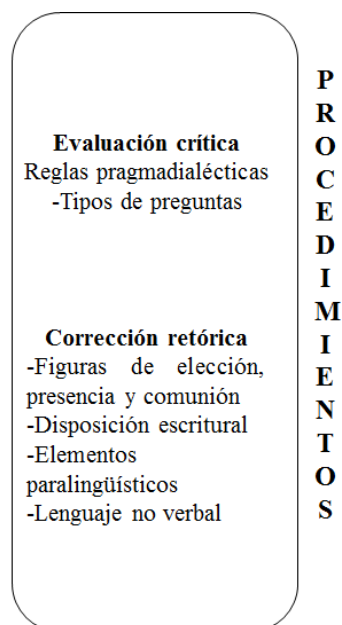 Evaluación crítica
Reglas pragmadialécticas
-Tipos de preguntas
Corrección retórica
-Figuras de elección,
presencia y comunión
-Disposición escritural
-Elementos
paralingüísticos
-Lenguaje no verbal
P
R
O
C
E
D
I
M
I
E
N
T
O
S